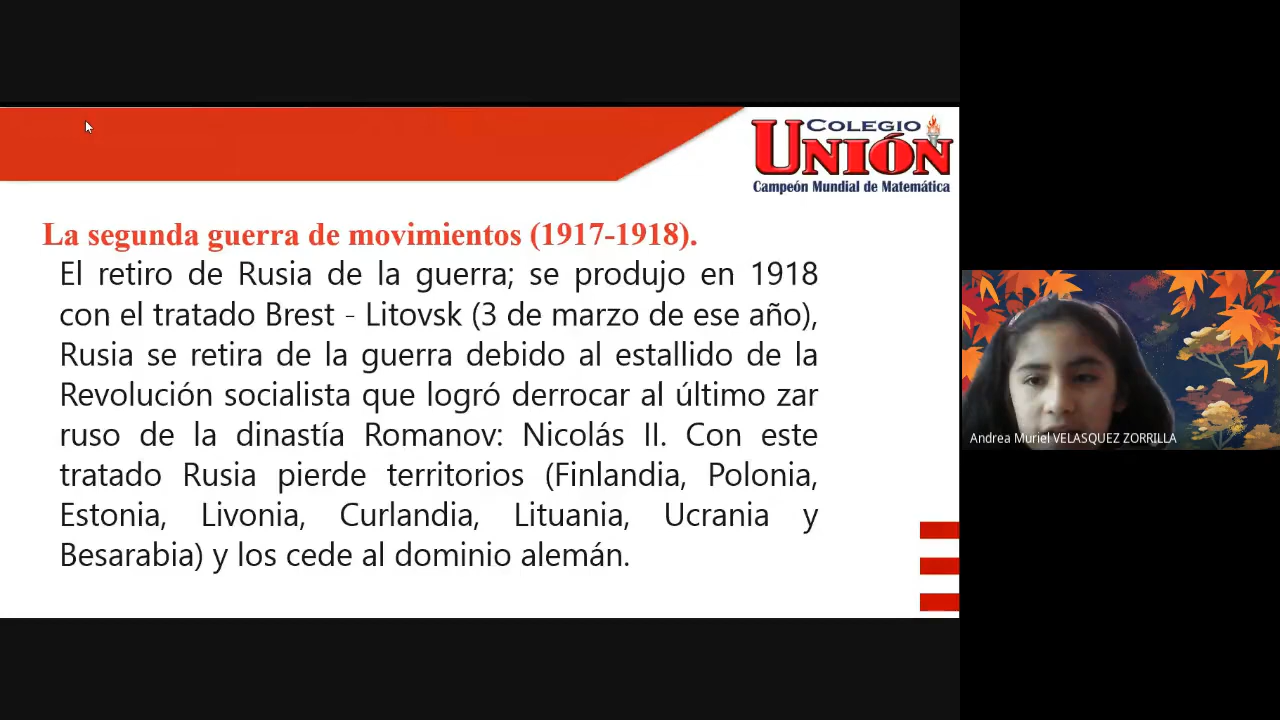 COLEGIO
UNIÓN
Campeón Mundial de Matemática
La segunda guerra de movimientos (1917-1918).
El retiro de Rusia de la guerra; se produjo en 1918
con el tratado Brest - Litovsk (3 de marzo de ese año),
Rusia se retira de la guerra debido al estallido de la
Revolución socialista que logró derrocar al último zar
ruso de la dinastía Romanov: Nicolás II. Con este
tratado Rusia pierde territorios (Finlandia, Polonia,
Estonia, Livonia, Curlandia, Lituania, Ucrania y
Besarabia) y los cede al dominio alemán.
Andrea Muriel VELASQUEZ ZORRILLA